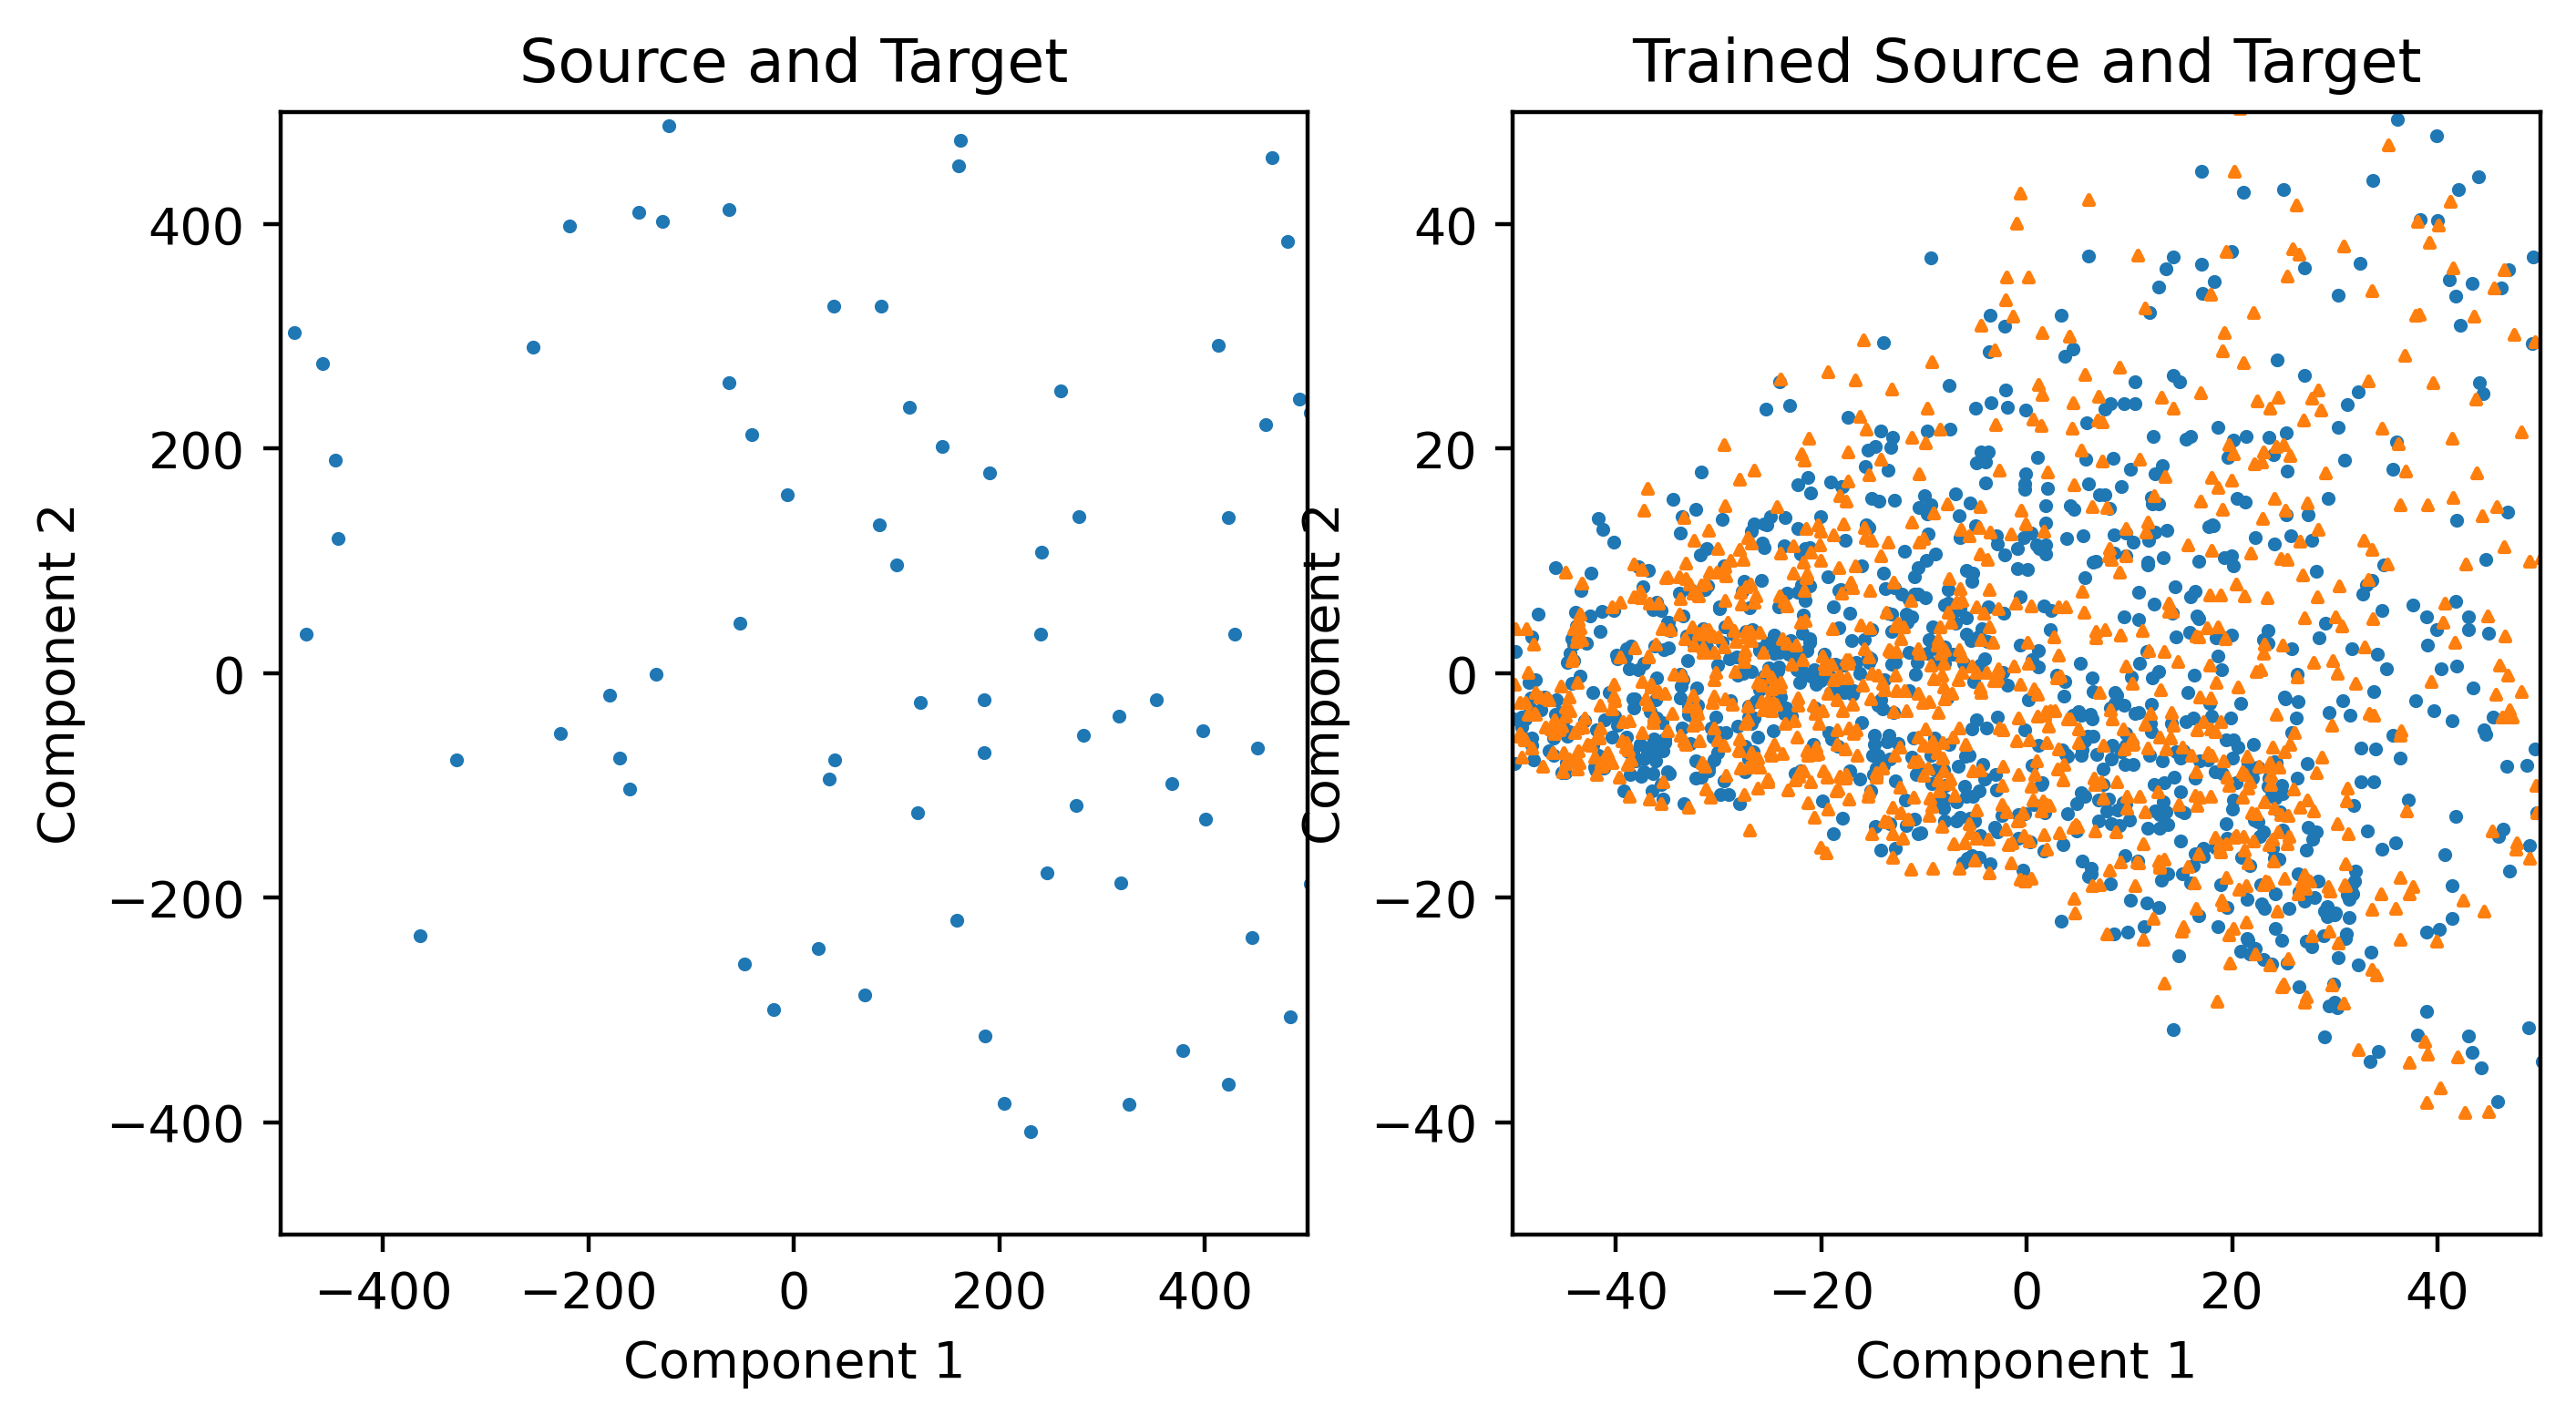 Source and Target
Component 2
400
200
0
−200
−400
−400 −200 0 200 400
Component 1
Trained Source and Target
Component 2
40
20
0
−20
−40
−40 −20 0 20 40
Component 1